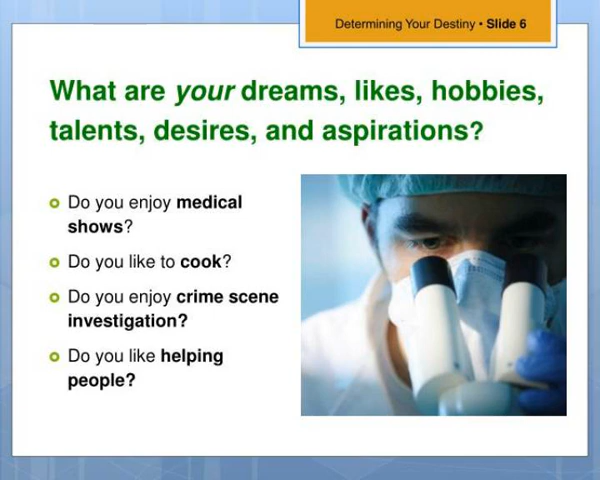 Determining Your Destiny • Slide 6
What are your dreams, likes, hobbies,
talents, desires, and aspirations?
Do you enjoy medical
shows?
Do you like to cook?
Do you enjoy crime scene
investigation?
Do you like helping
people?